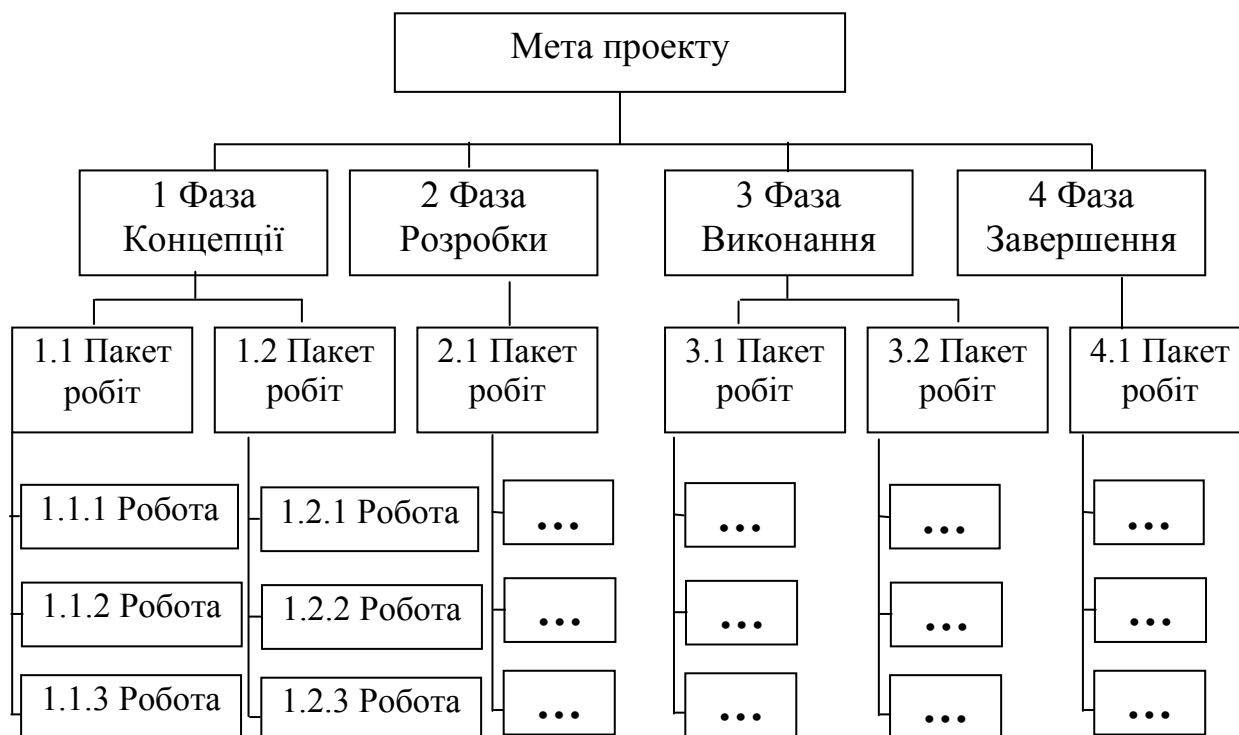 Мета проекту
1 Фаза
Концепції
2 Фаза
Розробки
3 Фаза
Виконання
4 Фаза
Завершення
1.1 Пакет
робіт
1.2 Пакет
робіт
2.1 Пакет
робіт
3.1 Пакет
робіт
3.2 Пакет
робіт
4.1 Пакет
робіт
1.1.1 Робота
1.2.1 Робота
...
...
...
...
1.1.2 Робота
1.2.2 Робота
...
...
...
...
1.1.3 Робота
1.2.3 Робота
...
...
...
...